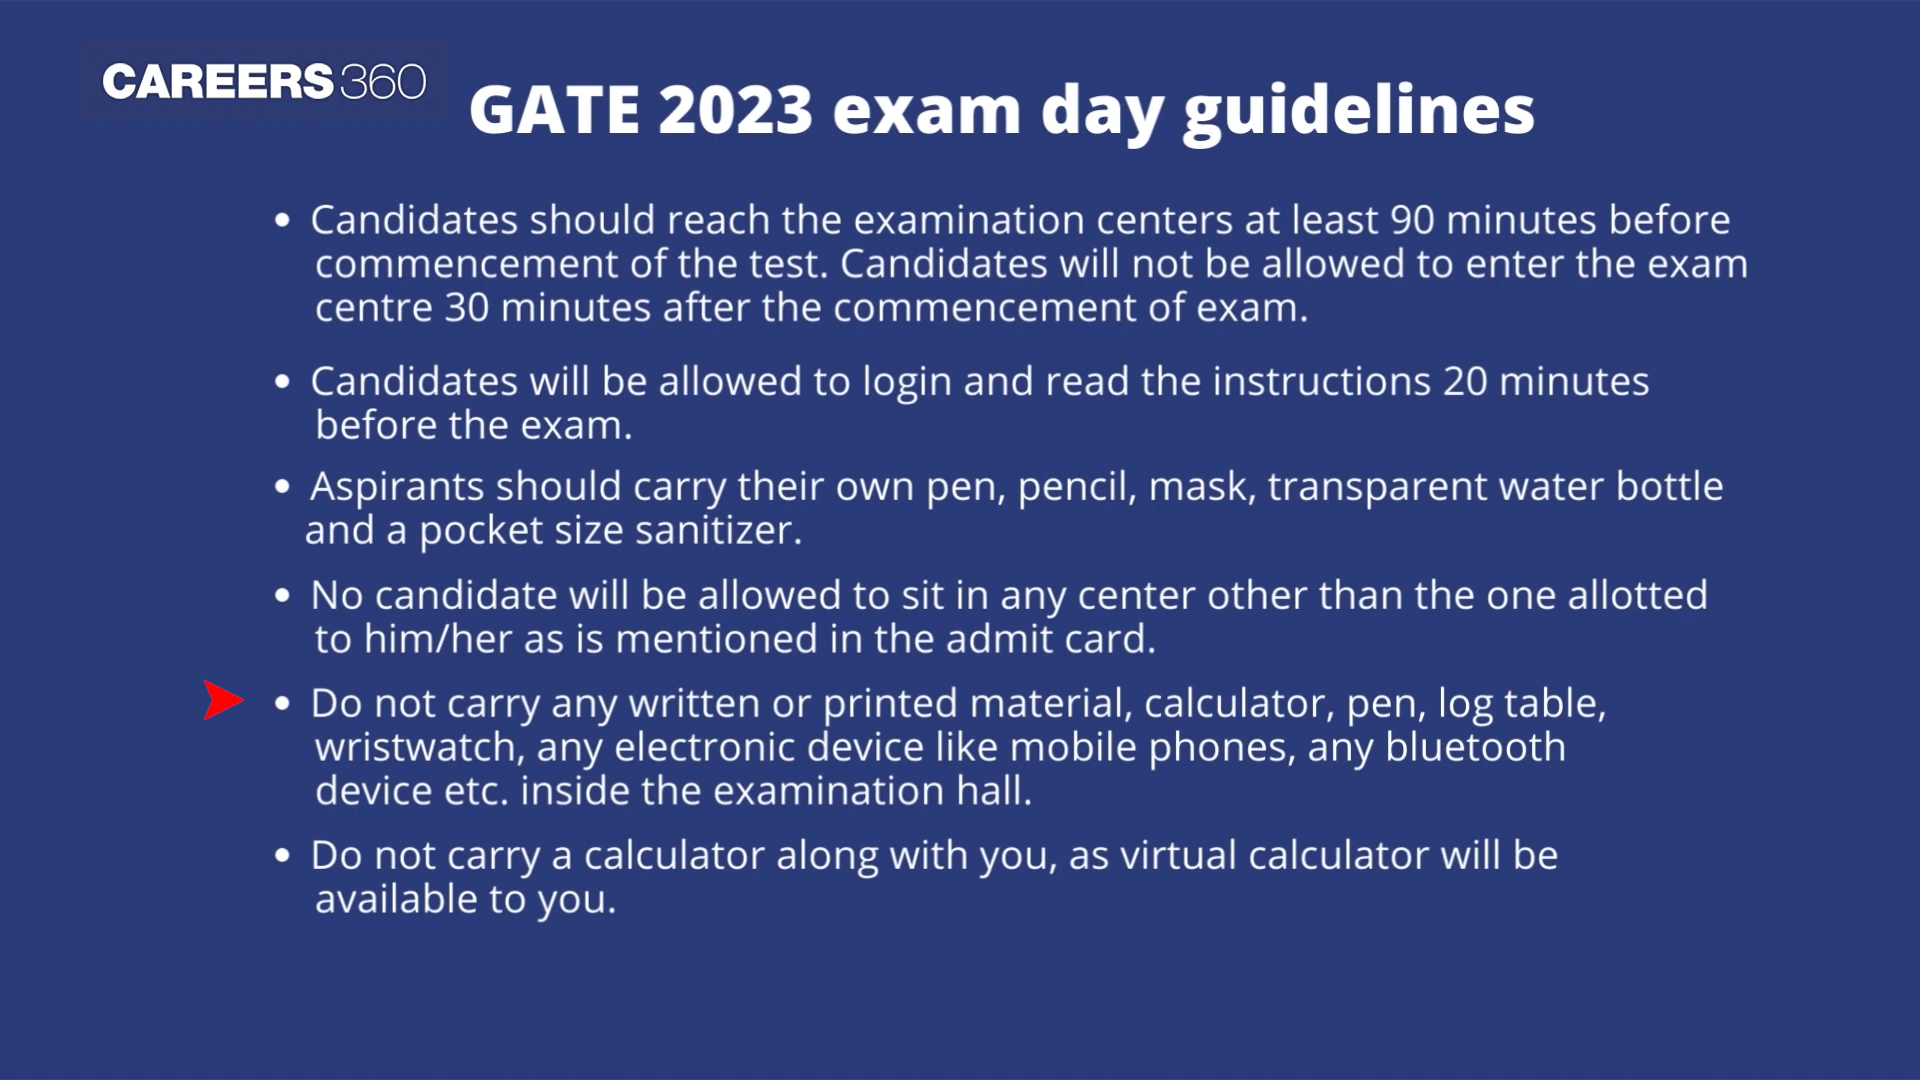 CAREERS360
GATE 2023 exam day guidelines
• Candidates should reach the examination centers at least 90 minutes before
commencement of the test. Candidates will not be allowed to enter the exam
centre 30 minutes after the commencement of exam.
• Candidates will be allowed to login and read the instructions 20 minutes
before the exam.
• Aspirants should carry their own pen, pencil, mask, transparent water bottle
and a pocket size sanitizer.
• No candidate will be allowed to sit in any center other than the one allotted
to him/her as is mentioned in the admit card.
• Do not carry any written or printed material, calculator, pen, log table,
wristwatch, any electronic device like mobile phones, any bluetooth
device etc. inside the examination hall.
• Do not carry a calculator along with you, as virtual calculator will be
available to you.